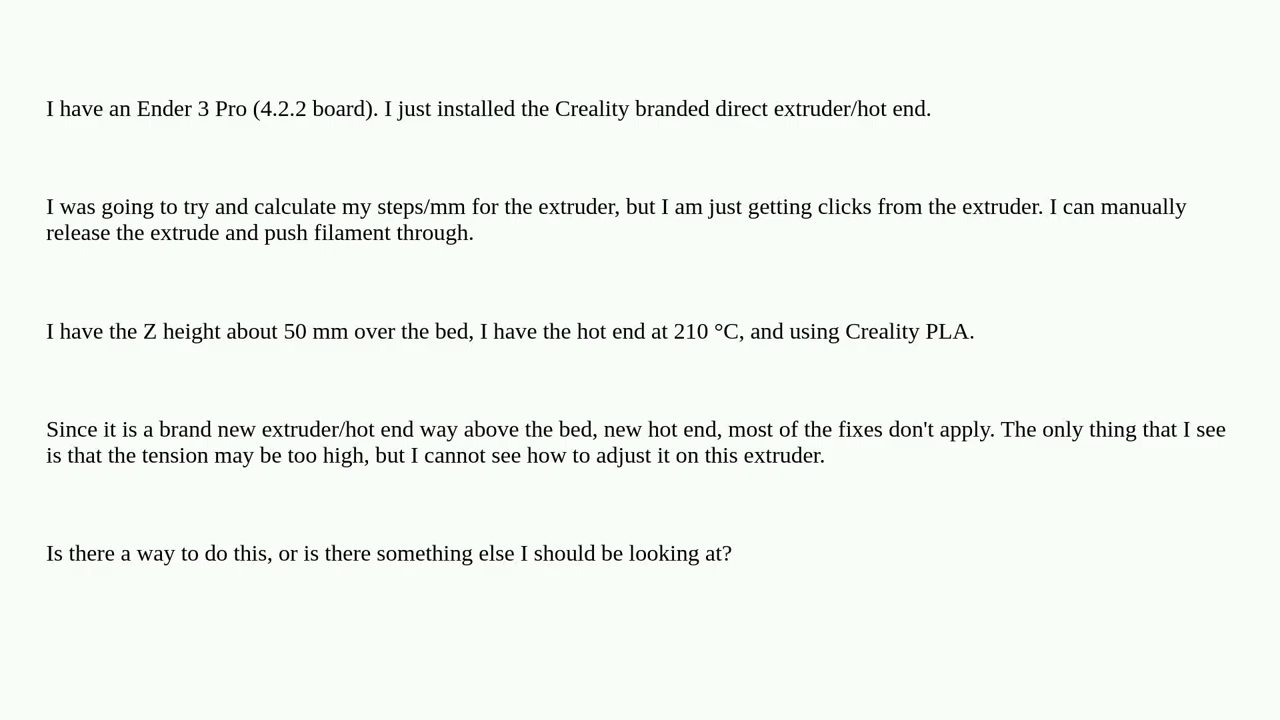 I have an Ender 3 Pro (4.2.2 board). I just installed the Creality branded direct extruder/hot end.
I was going to try and calculate my steps/mm for the extruder, but I am just getting clicks from the extruder. I can manually
release the extrude and push filament through.
I have the Z height about 50 mm over the bed, I have the hot end at 210 °C, and using Creality PLA.
Since it is a brand new extruder/hot end way above the bed, new hot end, most of the fixes don't apply. The only thing that I see
is that the tension may be too high, but I cannot see how to adjust it on this extruder.
Is there a way to do this, or is there something else I should be looking at?